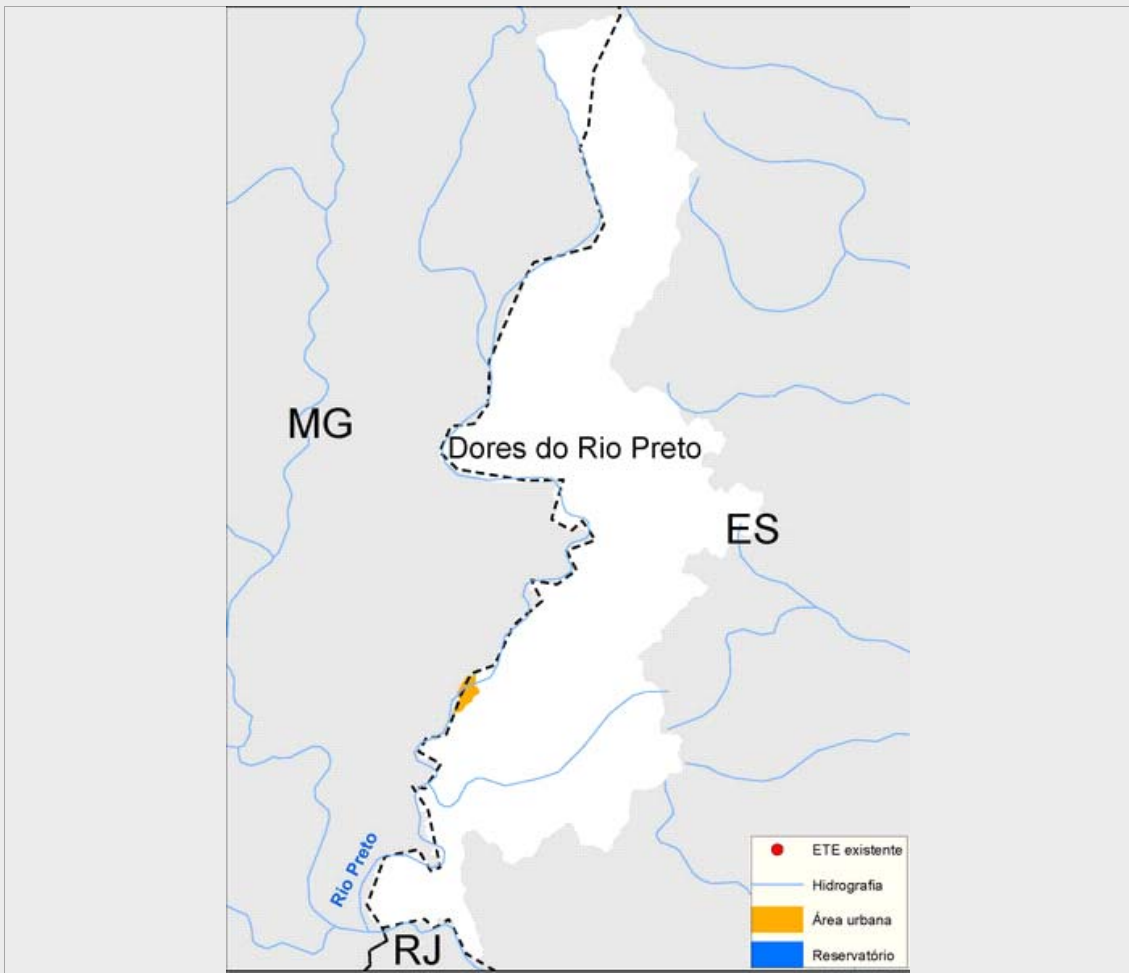 MG
Dores do Rio Preto
ES
Rio Preto
RJ
ETE existente
Hidrografia
Área urbana
Reservatório